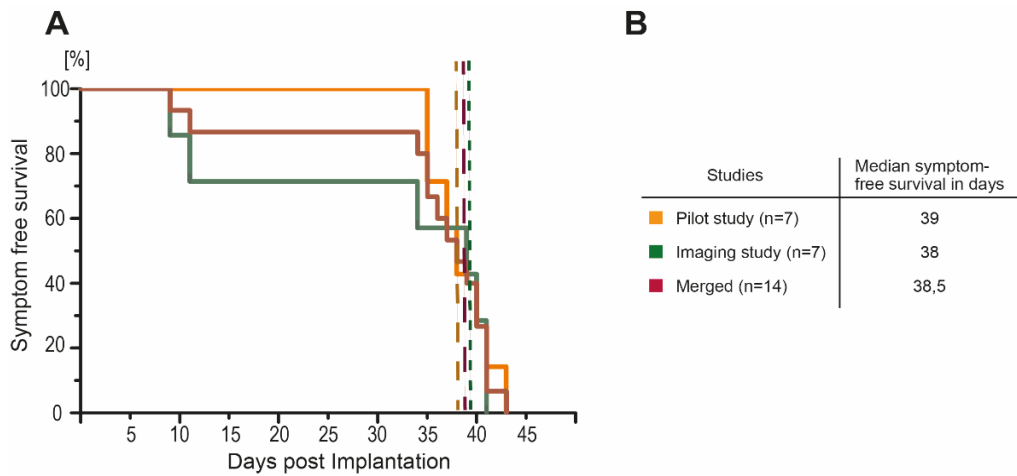 A
[%]
100
80
60
40
20
0
Symptom free survival
5 10 15 20 25 30 35 40 45
Days post Implantation
B
Studies
Median symptom-
free survival in days
Pilot study (n=7) 39
Imaging study (n=7) 38
Merged (n=14) 38,5